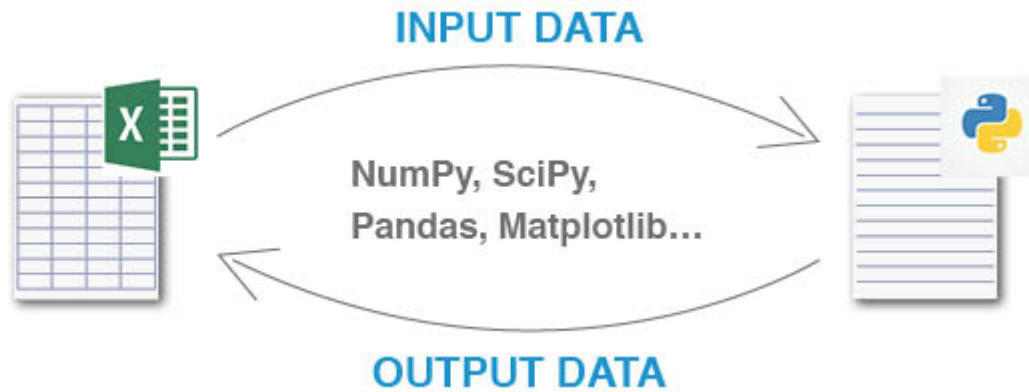 INPUT DATA
X
NumPy, SciPy,
Pandas, Matplotlib...
OUTPUT DATA